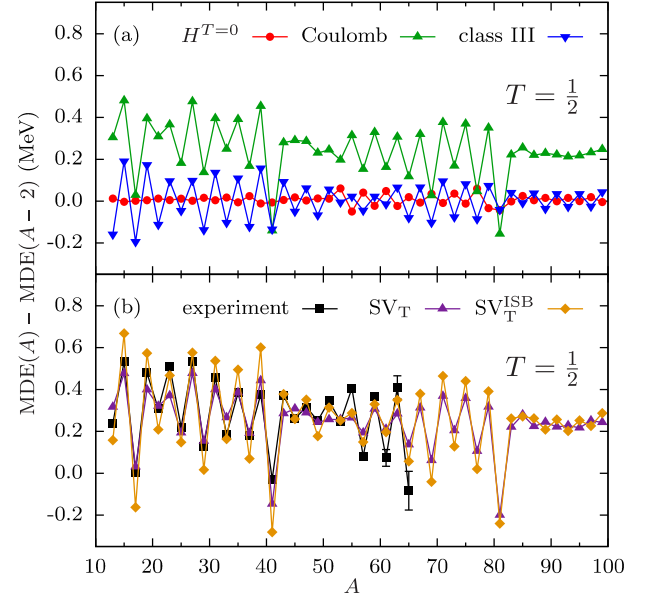 0.8
(a) H^{T=0} Coulomb class III
0.6
T = 1/2
0.4
0.2
0.0
-0.2
MDE(A) − MDE(A − 2) (MeV)
0.8
(b) experiment SV_T SV_T^{ISB}
0.6
T = 1/2
0.4
0.2
0.0
-0.2
10 20 30 40 50 60 70 80 90 100
A